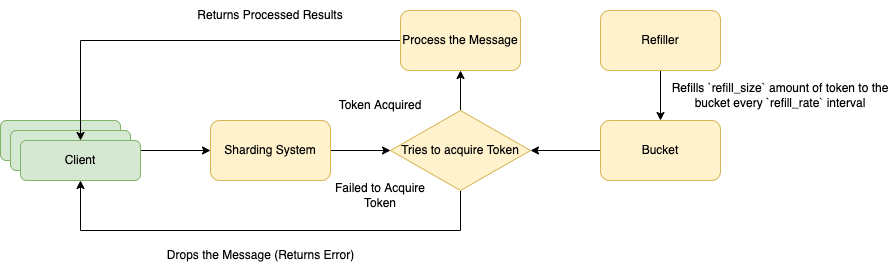 Returns Processed Results
Process the Message
Refiller
Refills `refill_size` amount of token to the
bucket every `refill_rate` interval
Token Acquired
Client
Sharding System
Tries to acquire Token
Bucket
Failed to Acquire
Token
Drops the Message (Returns Error)